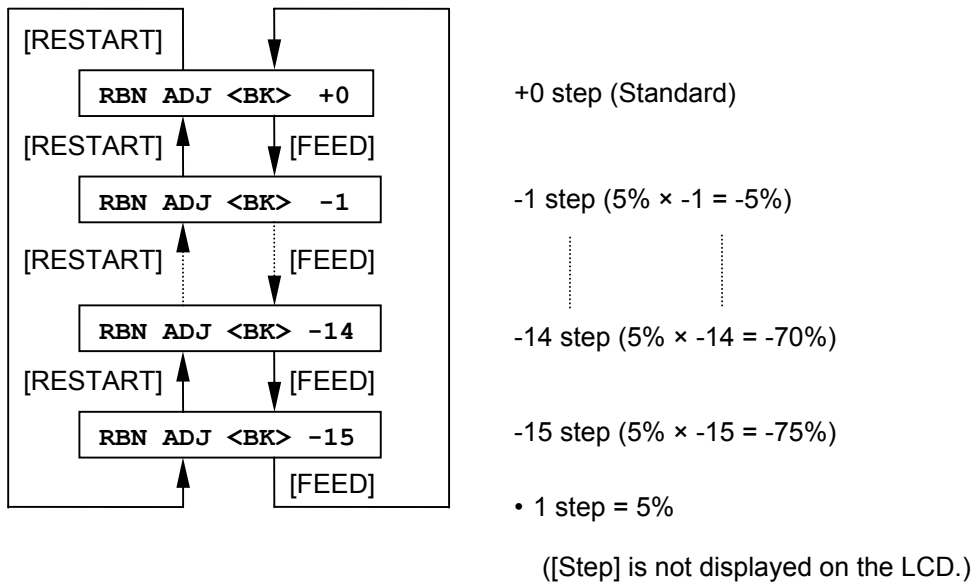 [RESTART]
RBN ADJ <BK> +0
+0 step (Standard)
[RESTART]
[FEED]
RBN ADJ <BK> -1
-1 step (5% × -1 = -5%)
[RESTART]
[FEED]
RBN ADJ <BK> -14
-14 step (5% × -14 = -70%)
[RESTART]
[FEED]
RBN ADJ <BK> -15
-15 step (5% × -15 = -75%)
[FEED]
• 1 step = 5%
([Step] is not displayed on the LCD.)